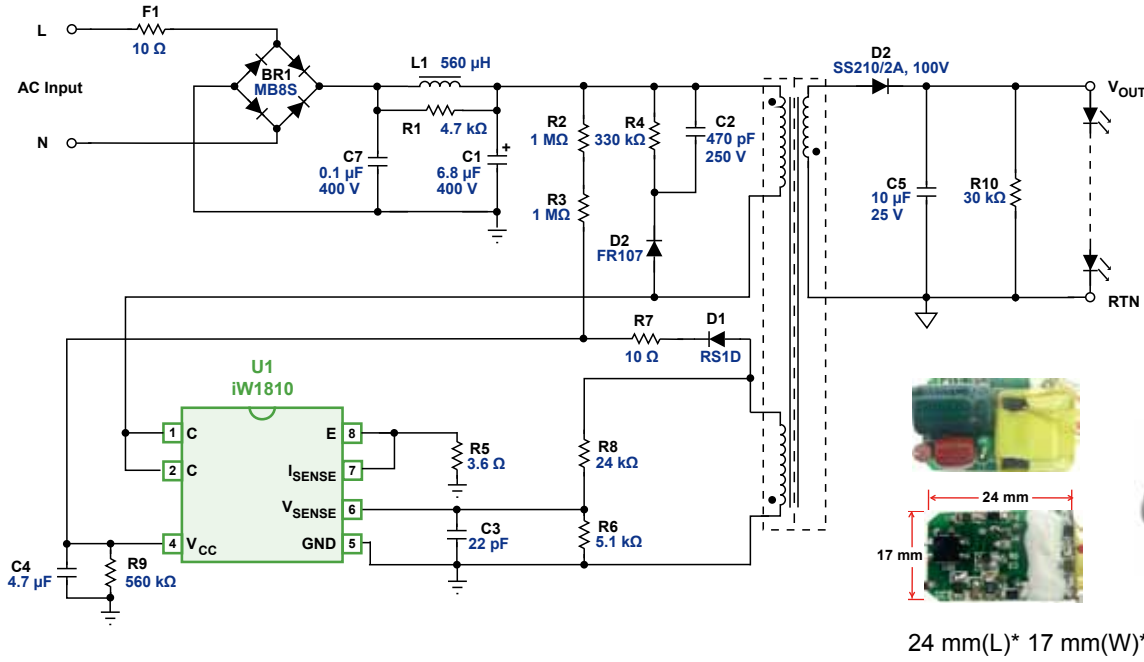 F1
L
10 Ω
AC Input
N
BR1
MB8S
L1 560 µH
R1 4.7 kΩ
C7
0.1 µF
400 V
C1
6.8 µF
400 V
+
R2
1 MΩ
R3
1 MΩ
R4
330 kΩ
C2
470 pF
250 V
D2
FR107
D2
SS210/2A, 100V
VOUT
C5
10 µF
25 V
R10
30 kΩ
RTN
R7
10 Ω
D1
RS1D
U1
iW1810
1 C
2 C
4 VCC
E 8
ISENSE 7
VSENSE 6
GND 5
R5
3.6 Ω
R8
24 kΩ
C3
22 pF
R6
5.1 kΩ
C4
4.7 µF
R9
560 kΩ
24 mm
17 mm
24 mm(L)* 17 mm(W)*